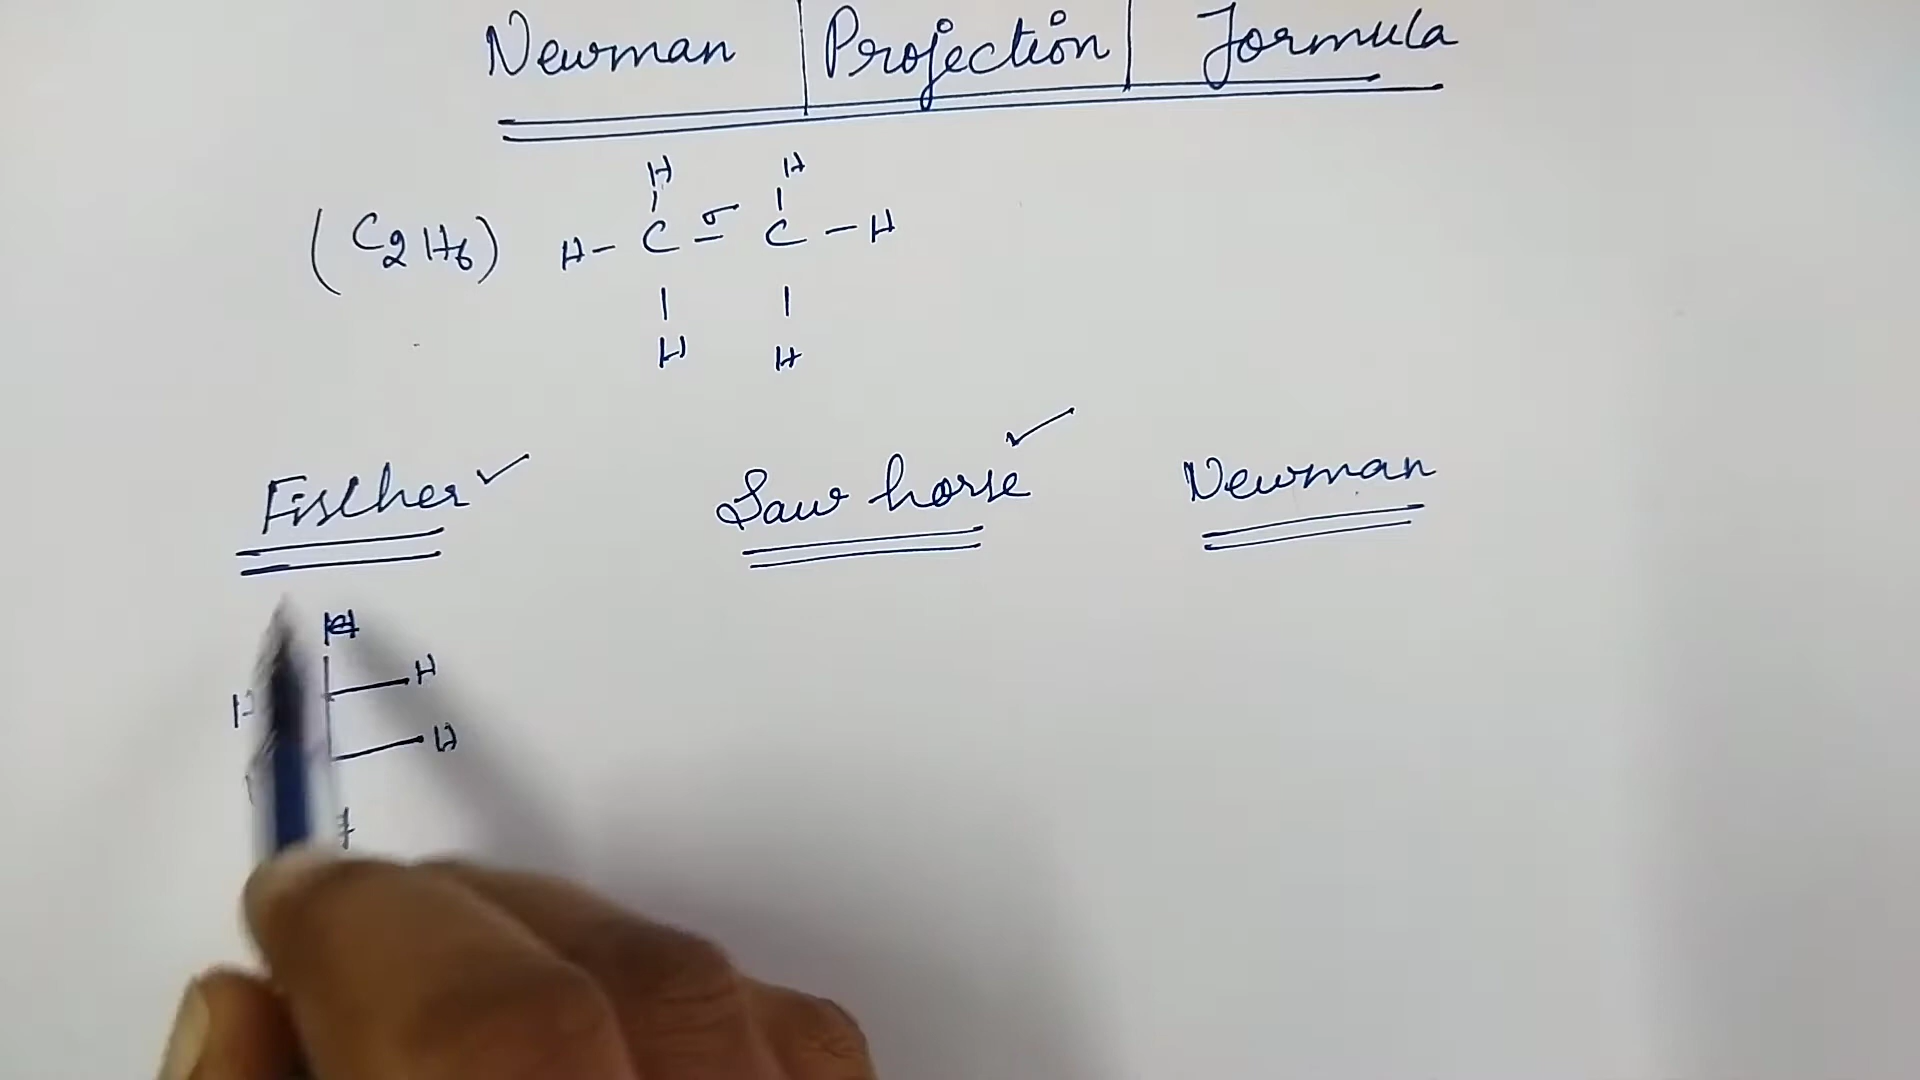 Newman Projection Formula
H H
(C2H6) H - C - σ C - H
H H
Fischer ✓ Saw horse ✓ Newman
H
H
H
H